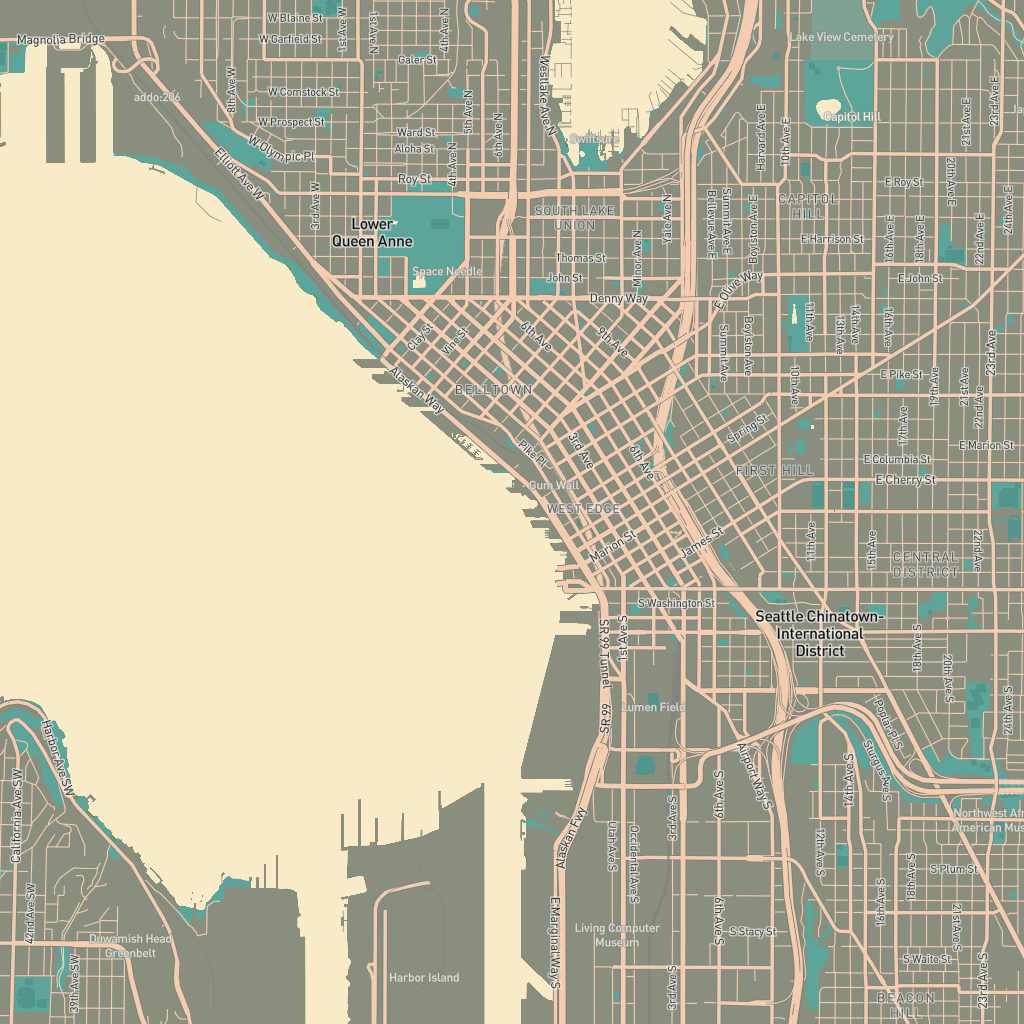 W Blaine St
1st Ave W
1st Ave N
4th Ave N
Magnolia Bridge
W Garfield St
Galer St
Lake View Cemetery
Westlake Ave N
8th Ave W
addo:206
W Comstock St
5th Ave N
6th Ave N
23rd Ave E
21st Ave E
W Prospect St
Ward St
Harvard Ave E
10th Ave E
Capitol Hill
W Olympic Pl
Aloha St
4th Ave N
Swiftsure
Elliott Ave W
Roy St
E Roy St
20th Ave E
3rd Ave W
Yale Ave N
Bellevue Ave E
Summit Ave E
Boylston Ave E
CAPITOL
HILL
24th Ave E
SOUTH LAKE
UNION
Lower
Queen Anne
Minor Ave N
E Harrison St
16th Ave E
18th Ave E
22nd Ave E
Thomas St
Space Needle
John St
E John St
Denny Way
E Olive Way
Clay St
Vine St
6th Ave
9th Ave
Summit Ave
Boylston Ave
11th Ave
13th Ave
14th Ave
16th Ave
23rd Ave
Alaskan Way
BELLTOWN
10th Ave
E Pike St
19th Ave
21st Ave
22nd Ave
Spring St
17th Ave
Pike Pl
3rd Ave
6th Ave
E Marion St
E Columbia St
FIRST HILL
E Cherry St
Gum Wall
WEST EDGE
Marion St
James St
11th Ave
15th Ave
22nd Ave
CENTRAL
DISTRICT
S Washington St
Seattle Chinatown-
International
District
1st Ave S
SR 99 Tunnel
18th Ave S
20th Ave S
24th Ave S
Lumen Field
SR 99
Poplar Pl S
Harbor Ave SW
Airport Way S
Sturgus Ave S
14th Ave S
California Ave SW
6th Ave S
3rd Ave S
Northwest Afri
American Mus
Alaskan Fwy
Utah Ave S
Occidental Ave S
12th Ave S
S Plum St
16th Ave S
18th Ave S
21st Ave S
42nd Ave SW
E Marginal Way S
6th Ave S
Duwamish Head
Greenbelt
Living Computer
Museum
S Stacy St
39th Ave SW
Harbor Island
3rd Ave S
S Waite St
23rd Ave S
BEACON
HILL